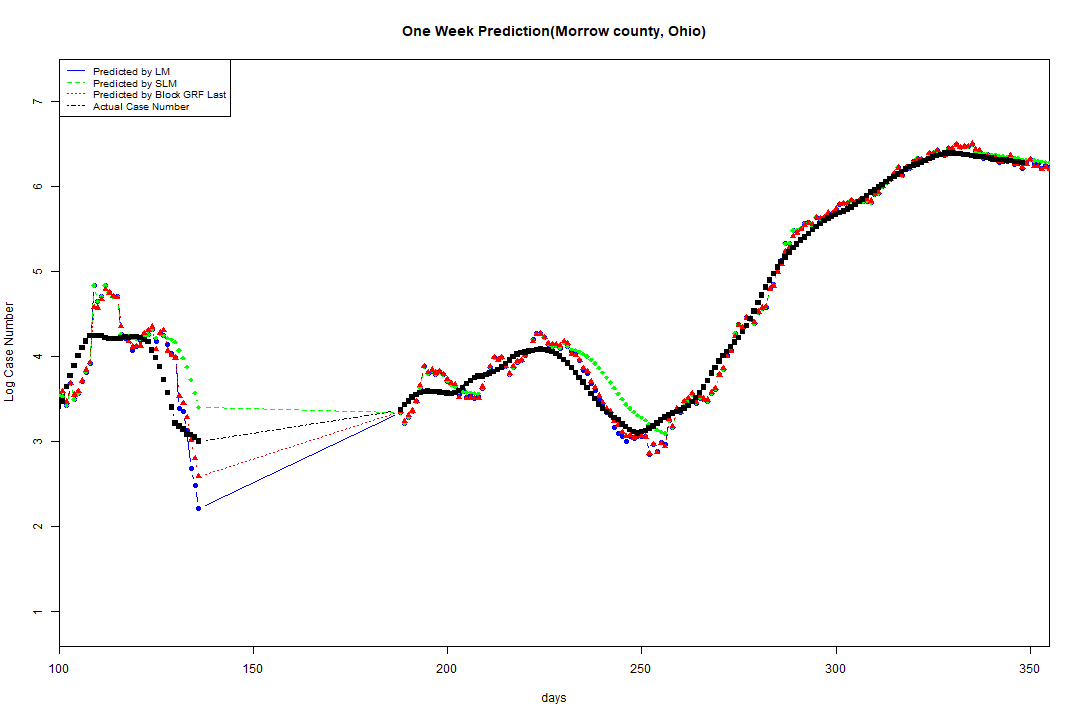 One Week Prediction(Morrow county, Ohio)
Predicted by LM
Predicted by SLM
Predicted by Block GRF Last
Actual Case Number
7
6
5
4
3
2
1
Log Case Number
100 150 200 250 300 350
days